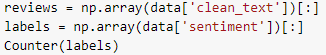 reviews = np.array(data['clean_text'])[:]
labels = np.array(data['sentiment'])[:]
Counter(labels)